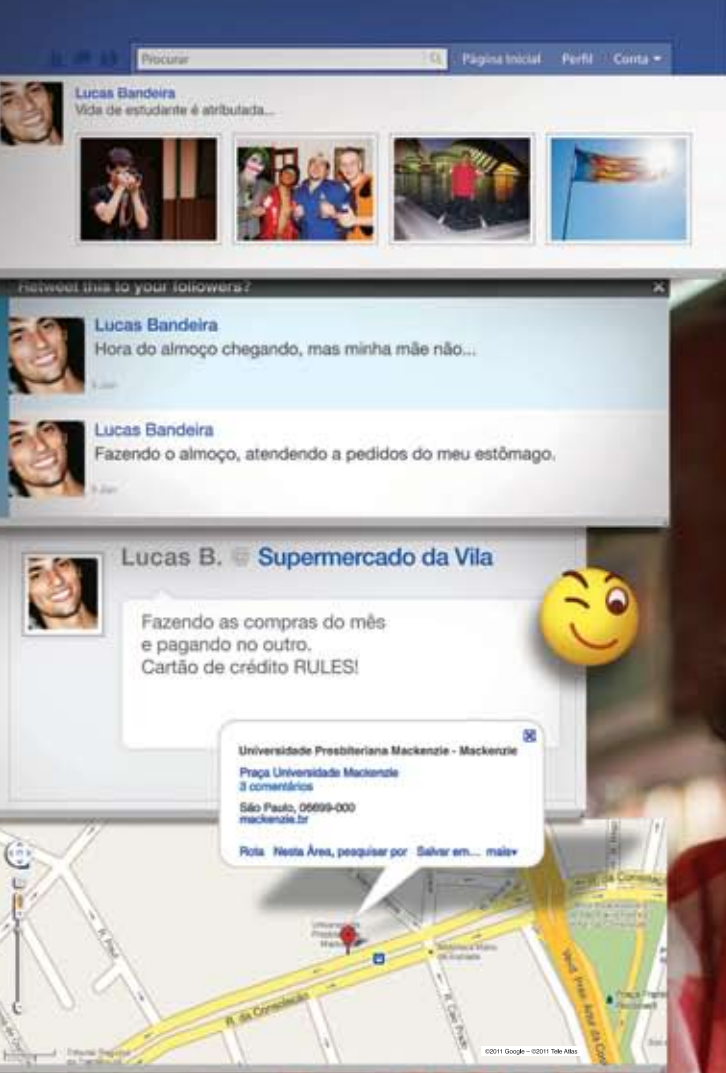 Procurar
Página Inicial Perfil Conta
Lucas Bandeira
Vida de estudante é atribulada...
Retweet this to your followers?
Lucas Bandeira
Hora do almoço chegando, mas minha mãe não...
Lucas Bandeira
Fazendo o almoço, atendendo a pedidos do meu estômago.
Lucas B. @ Supermercado da Vila
Fazendo as compras do mês
e pagando no outro.
Cartão de crédito RULES!
Universidade Presbiteriana Mackenzie - Mackenzie
Praça Universidade Mackenzie
3 comentários
São Paulo, 06699-000
mackenzie.br
Rota Nesta Área, pesquisar por Salvar em... mais
R. da Consolação
R. Piauí
R. da Consolação
©2011 Google – ©2011 Tele Atlas